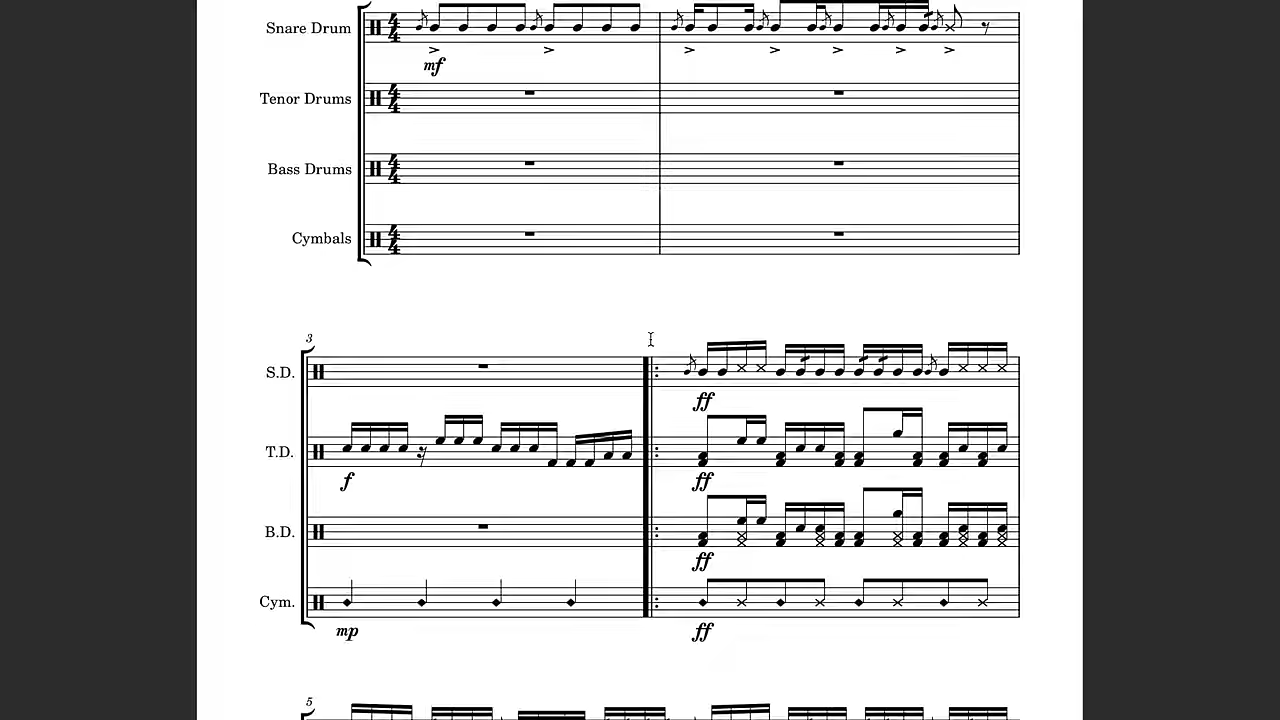 Snare Drum
mf
Tenor Drums
Bass Drums
Cymbals
3
S.D.
ff
T.D.
f
ff
B.D.
ff
Cym.
mp
ff
5